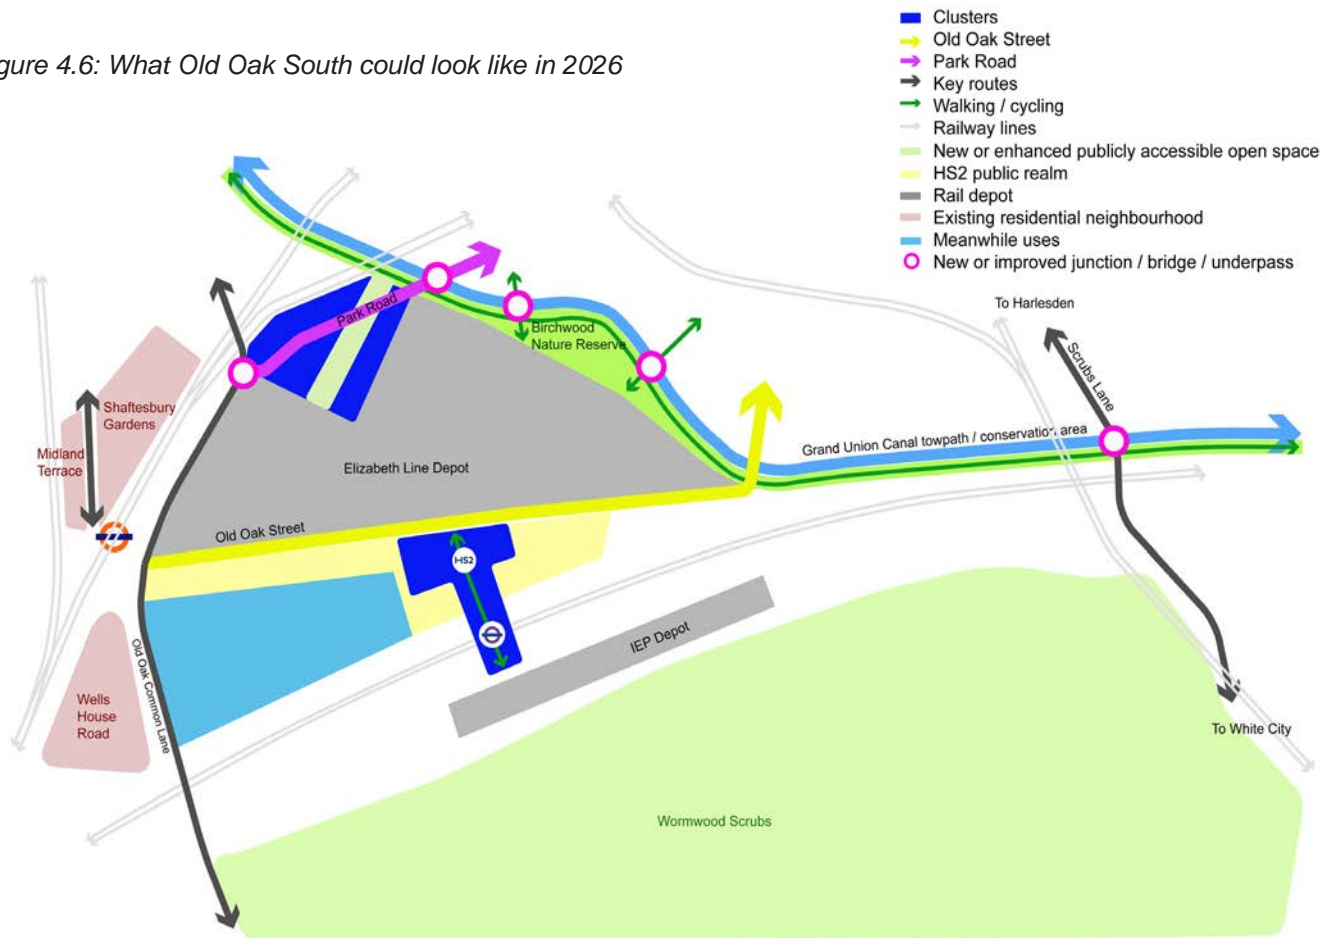 gure 4.6: What Old Oak South could look like in 2026
Clusters
Old Oak Street
Park Road
Key routes
Walking / cycling
Railway lines
New or enhanced publicly accessible open space
HS2 public realm
Rail depot
Existing residential neighbourhood
Meanwhile uses
New or improved junction / bridge / underpass
To Harlesden
Park Road
Birchwood
Nature Reserve
Scrubs Lane
Shaftesbury
Gardens
Midland
Terrace
Grand Union Canal towpath / conservation area
Elizabeth Line Depot
Old Oak Street
HS2
IEP Depot
Old Oak Common Lane
Wells
House
Road
To White City
Wormwood Scrubs